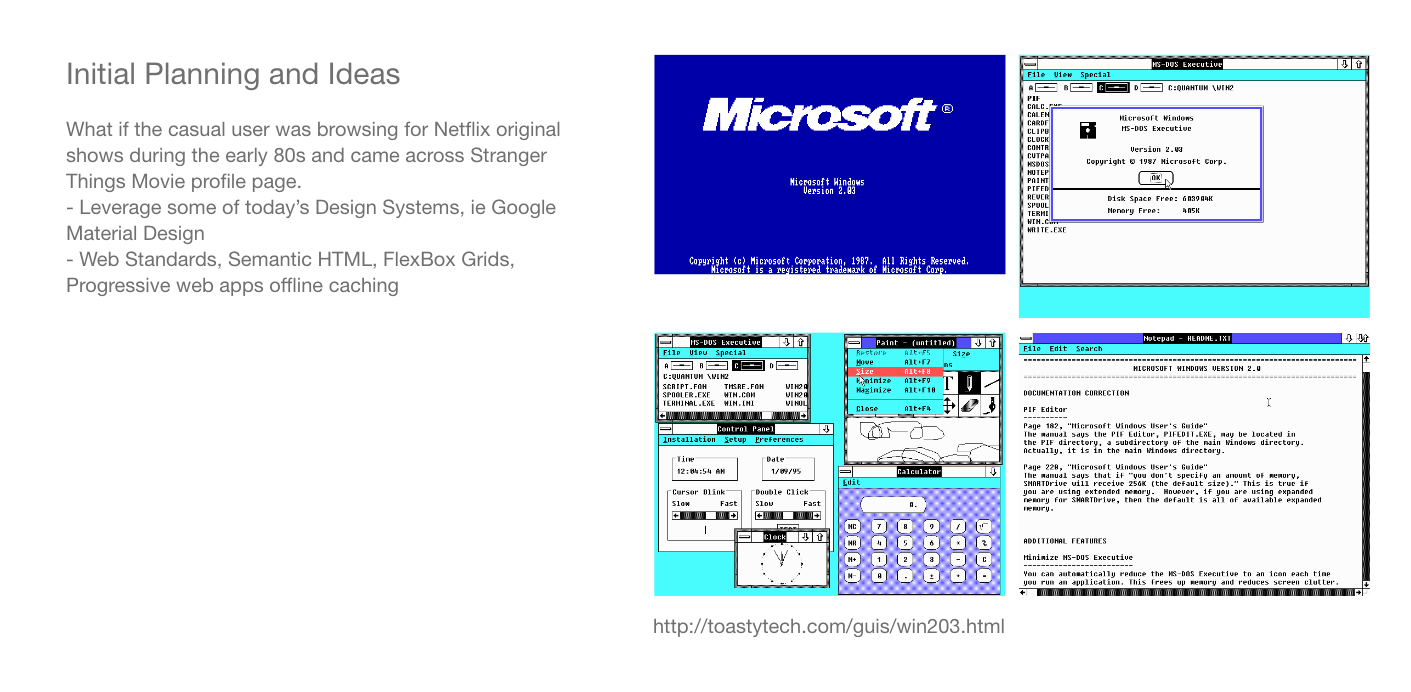 Initial Planning and Ideas
What if the casual user was browsing for Netflix original
shows during the early 80s and came across Stranger
Things Movie profile page.
- Leverage some of today's Design Systems, ie Google
Material Design
- Web Standards, Semantic HTML, FlexBox Grids,
Progressive web apps offline caching
Microsoft ®
Microsoft Windows
Version 2.03
Copyright (c) Microsoft Corporation, 1987. All Rights Reserved.
Microsoft is a registered trademark of Microsoft Corp.
MS-DOS Executive
File View Special
A B C D C:QUANTUM \WIN2
PIF
CALC.EXE
CALEN
CARDF
CLIPB
CLOCK
CONTR
CVTPA
MSDOS
NOTEP
PAINT
PIFED
REVER
SPOOL
TERMI
WIN.CO
WRITE.EXE
Microsoft Windows
MS-DOS Executive
Version 2.03
Copyright © 1987 Microsoft Corp.
OK
Disk Space Free: 603904K
Memory Free: 405K
MS-DOS Executive
File View Special
A B C D
C:QUANTUM \WIN2
SCRIPT.FON TMSRE.FON WIN20
SPOOLER.EXE WIN.COM WIN20
TERMINAL.EXE WIN.INI WINOL
Paint - (untitled)
Restore Alt+F5
Move Alt+F7
Size Alt+F8
Minimize Alt+F9
Maximize Alt+F10
Close Alt+F4
Size
ns
T
Control Panel
Installation Setup Preferences
Time
12:04:54 AM
Date
1/09/95
Cursor Blink
Slow Fast
Double Click
Slow Fast
Clock
Calculator
Edit
0.
MC 7 8 9 / √
MR 4 5 6 * %
M+ 1 2 3 - C
M- 0 . ± + =
Notepad - README.TXT
File Edit Search
MICROSOFT WINDOWS VERSION 2.0
DOCUMENTATION CORRECTION
PIF Editor
Page 102, "Microsoft Windows User's Guide"
The manual says the PIF Editor, PIFEDIT.EXE, may be located in
the PIF directory, a subdirectory of the main Windows directory.
Actually, it is in the main Windows directory.
Page 220, "Microsoft Windows User's Guide"
The manual says that if "you don't specify an amount of memory,
SMARTDrive will receive 256K (the default size)." This is true if
you are using extended memory. However, if you are using expanded
memory for SMARTDrive, then the default is all of available expanded
memory.
ADDITIONAL FEATURES
Minimize MS-DOS Executive
You can automatically reduce the MS-DOS Executive to an icon each time
you run an application. This frees up memory and reduces screen clutter.
http://toastytech.com/guis/win203.html